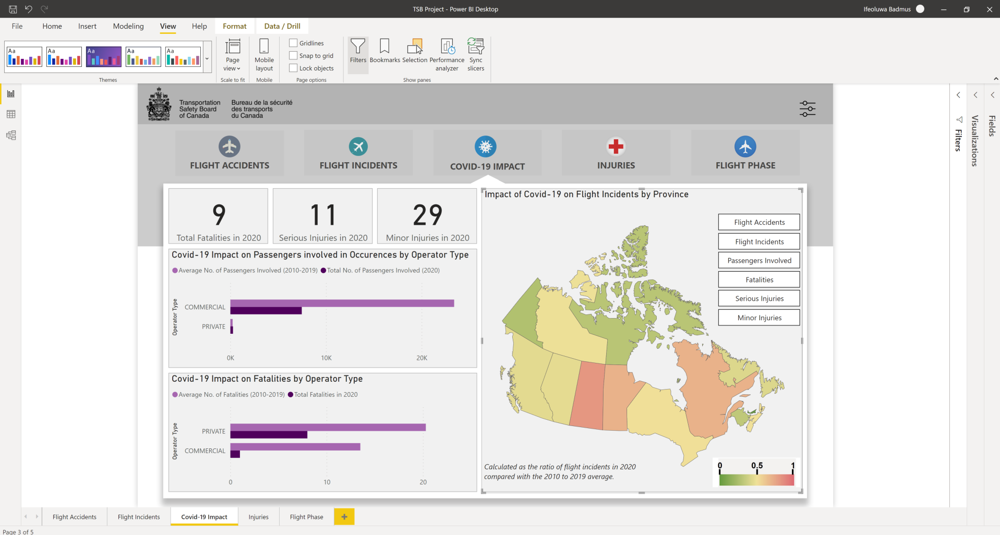 TSB Project - Power BI Desktop
Ifeoluwa Badmus
File Home Insert Modeling View Help Format Data / Drill
Aa Aa Aa Aa Aa
Themes
Page view
Scale to fit
Mobile layout
Mobile
Gridlines
Snap to grid
Lock objects
Page options
Filters Bookmarks Selection Performance analyzer Sync slicers
Show panes
Transportation
Safety Board
of Canada
Bureau de la sécurité
des transports
du Canada
FLIGHT ACCIDENTS
FLIGHT INCIDENTS
COVID-19 IMPACT
INJURIES
FLIGHT PHASE
9
Total Fatalities in 2020
11
Serious Injuries in 2020
29
Minor Injuries in 2020
Covid-19 Impact on Passengers involved in Occurences by Operator Type
Average No. of Passengers Involved (2010-2019) Total No. of Passengers Involved (2020)
Operator Type
COMMERCIAL
PRIVATE
0K 10K 20K
Covid-19 Impact on Fatalities by Operator Type
Average No. of Fatalities (2010-2019) Total Fatalities in 2020
Operator Type
PRIVATE
COMMERCIAL
0 10 20
Impact of Covid-19 on Flight Incidents by Province
Flight Accidents
Flight Incidents
Passengers Involved
Fatalities
Serious Injuries
Minor Injuries
Calculated as the ratio of flight incidents in 2020
compared with the 2010 to 2019 average.
0 0.5 1
Filters
Visualizations
Fields
Flight Accidents Flight Incidents Covid-19 Impact Injuries Flight Phase
Page 3 of 5